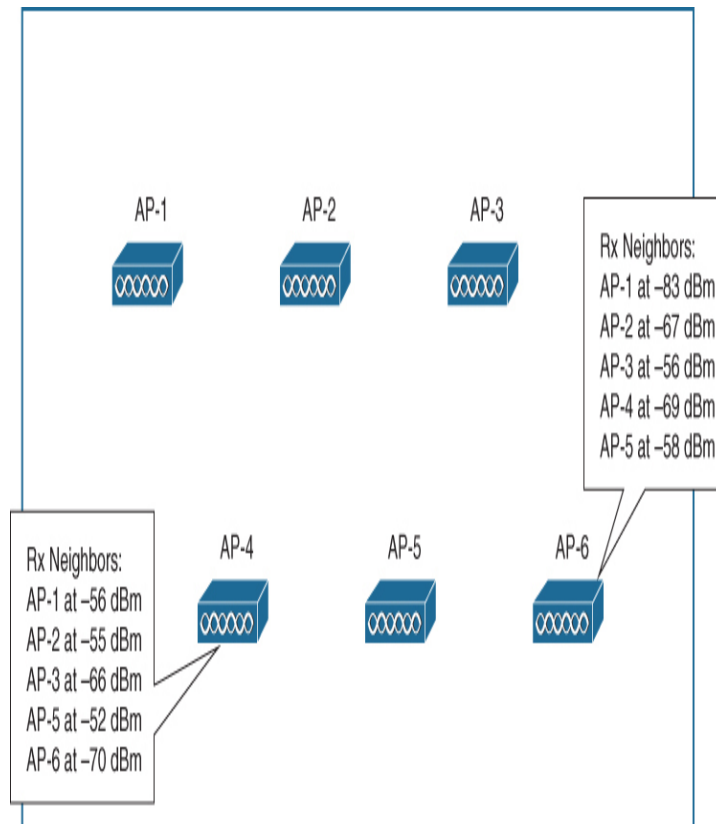 AP-1
AP-2
AP-3
Rx Neighbors:
AP-1 at –83 dBm
AP-2 at –67 dBm
AP-3 at –56 dBm
AP-4 at –69 dBm
AP-5 at –58 dBm
AP-4
AP-5
AP-6
Rx Neighbors:
AP-1 at –56 dBm
AP-2 at –55 dBm
AP-3 at –66 dBm
AP-5 at –52 dBm
AP-6 at –70 dBm